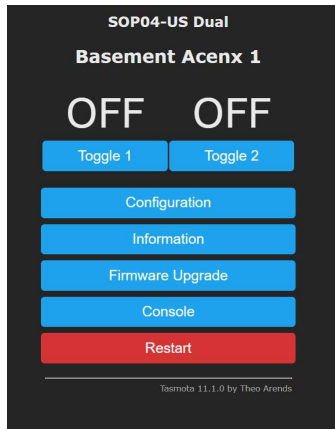 SOP04-US Dual
Basement Acenx 1
OFF OFF
Toggle 1 Toggle 2
Configuration
Information
Firmware Upgrade
Console
Restart
Tasmota 11.1.0 by Theo Arends